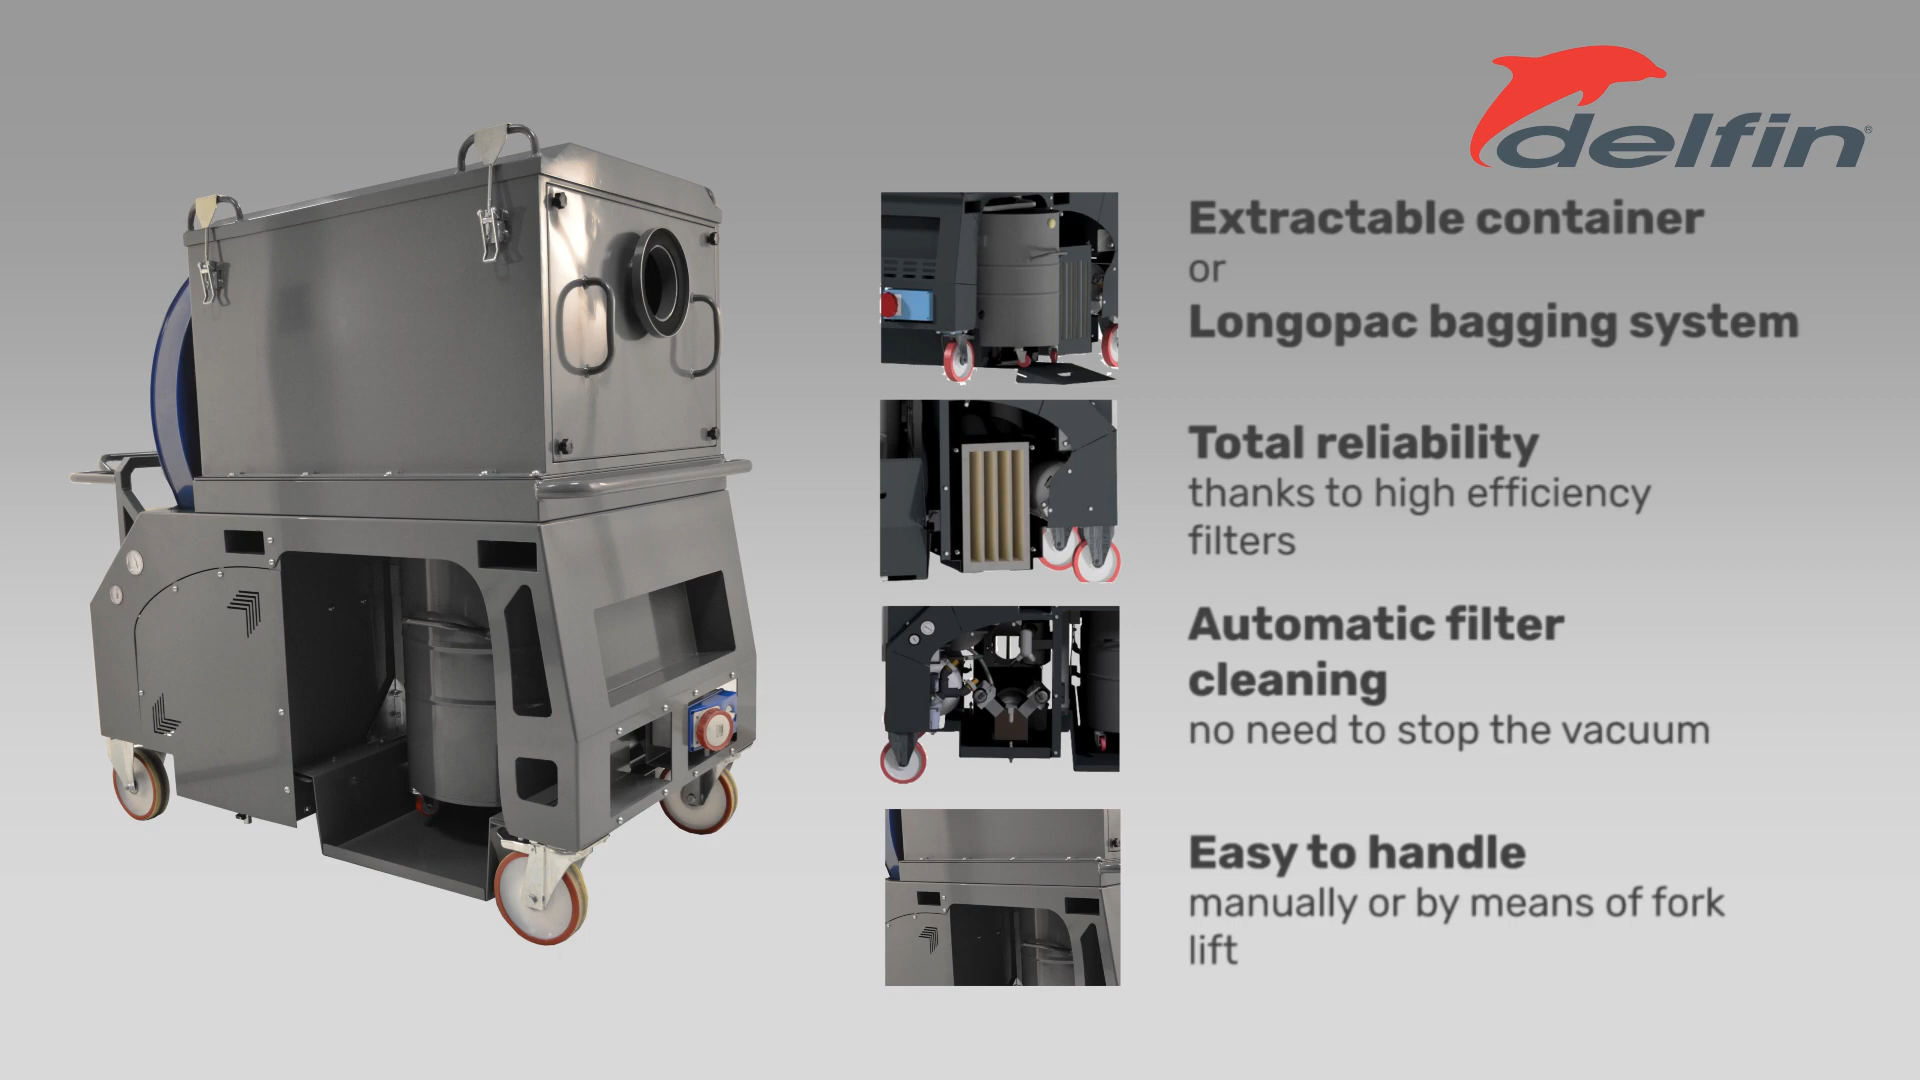 delfin®
Extractable container
or
Longopac bagging system
Total reliability
thanks to high efficiency
filters
Automatic filter
cleaning
no need to stop the vacuum
Easy to handle
manually or by means of fork
lift